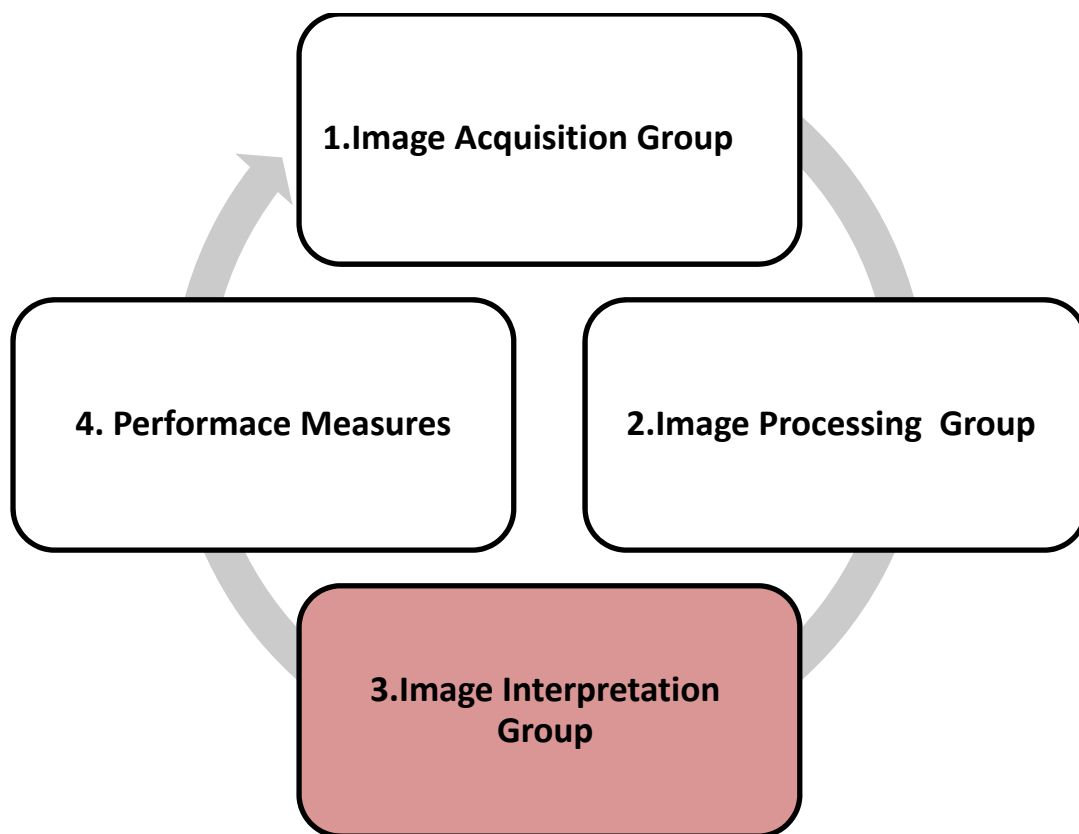 1.Image Acquisition Group
4. Performace Measures
2.Image Processing  Group
3.Image Interpretation
Group